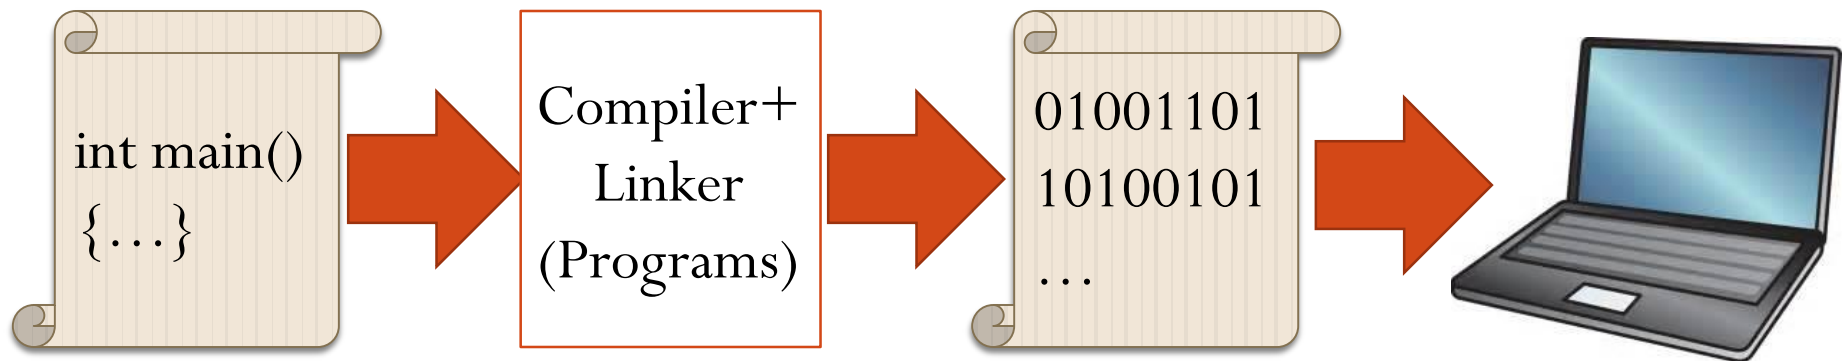 int main()
{...}
Compiler+
Linker
(Programs)
01001101
10100101
...